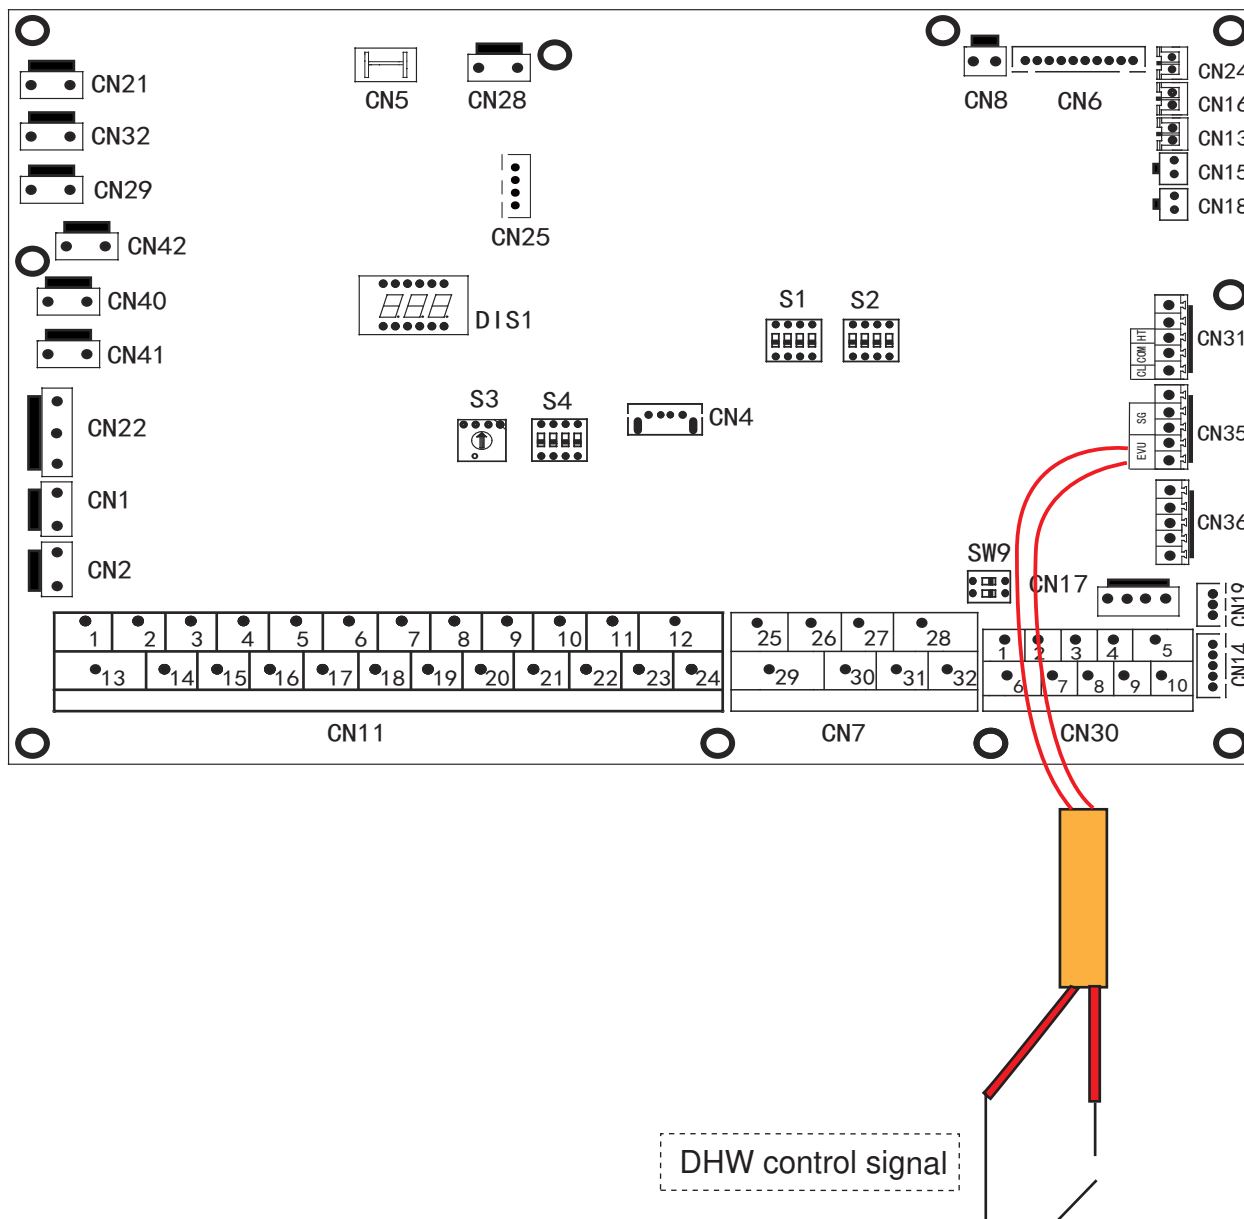 CN21
CN5
CN28
CN8
CN6
CN24
CN16
CN32
CN13
CN15
CN29
CN18
CN25
CN42
CN40
DIS1
S1
S2
CN41
HT
COM
CL
CN31
S3
S4
CN4
CN22
SG
EVU
CN35
CN1
CN36
SW9
CN2
CN17
CN19
1 2 3 4 5 6 7 8 9 10 11 12
25 26 27 28
1 2 3 4 5
13 14 15 16 17 18 19 20 21 22 23 24
29 30 31 32
6 7 8 9 10
CN14
CN11
CN7
CN30
DHW control signal